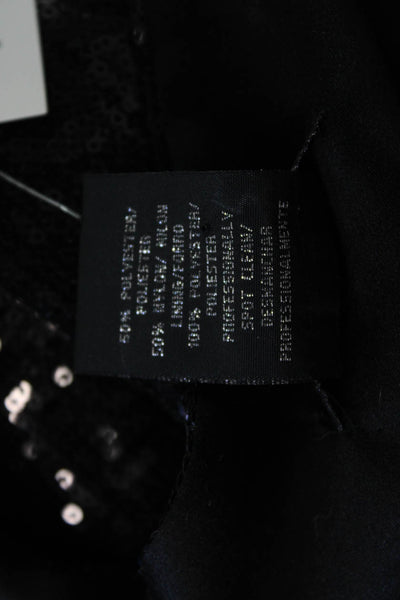 50% POLYESTER/
POLIESTER
50% NYLON/ NILON
LINING/FORRO
100% POLYESTER/
POLIESTER
PROFESSIONALLY
SPOT CLEAN/
DESMANCHAR
PROFESSIONALMENTE